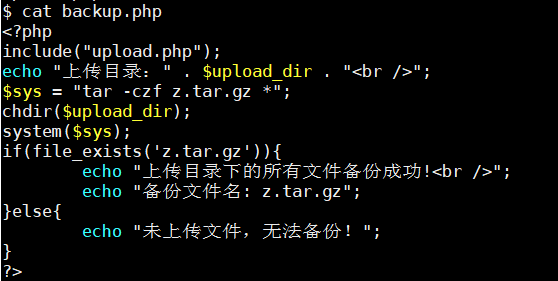 $ cat backup.php
<?php
include("upload.php");
echo "上传目录: " . $upload_dir . "<br />";
$sys = "tar -czf z.tar.gz *";
chdir($upload_dir);
system($sys);
if(file_exists('z.tar.gz')){
        echo "上传目录下的所有文件备份成功!<br />";
        echo "备份文件名: z.tar.gz";
}else{
        echo "未上传文件，无法备份! ";
}
?>